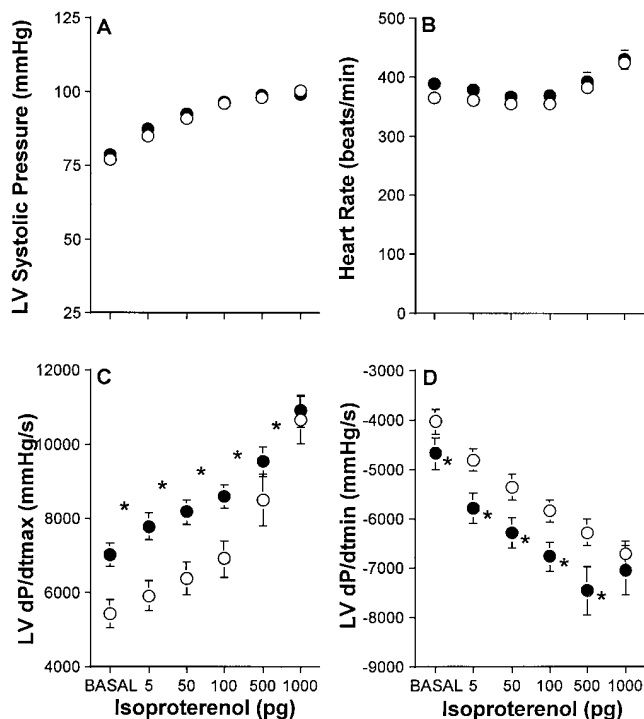 A
LV Systolic Pressure (mmHg)
125
100
75
50
25
B
Heart Rate (beats/min)
500
400
300
200
100
0
C
LV dP/dtmax (mmHg/s)
12000
10000
8000
6000
4000
* * * * *
BASAL 5 50 100 500 1000
Isoproterenol (pg)
D
LV dP/dtmin (mmHg/s)
-3000
-4000
-5000
-6000
-7000
-8000
-9000
* * * * *
BASAL 5 50 100 500 1000
Isoproterenol (pg)